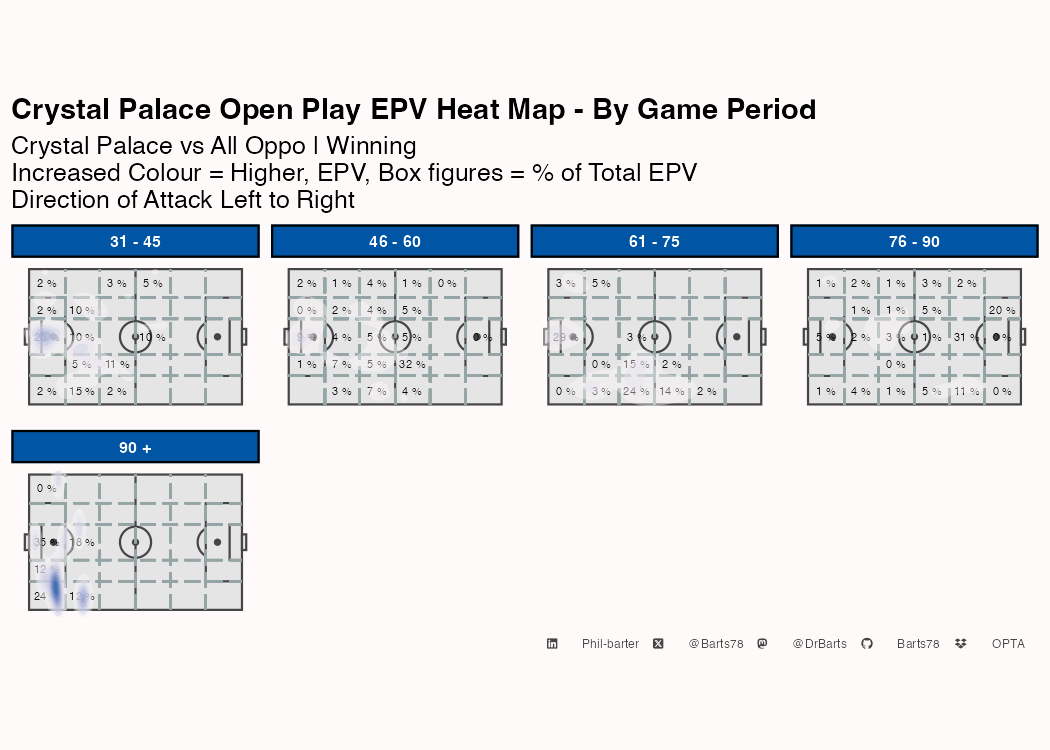 Crystal Palace Open Play EPV Heat Map - By Game Period
Crystal Palace vs All Oppo | Winning
Increased Colour = Higher, EPV, Box figures = % of Total EPV
Direction of Attack Left to Right
31 - 45
2 % 3 % 5 %
2 % 10 %
10 % 10 %
5 % 11 %
2 % 15 % 2 %
46 - 60
2 % 1 % 4 % 1 % 0 %
0 % 2 % 4 % 5 %
4 % 5 % 5 %
1 % 7 % 5 % 32 %
3 % 7 % 4 %
61 - 75
3 % 5 %
29 % 3 %
0 % 15 % 2 %
0 % 3 % 24 % 14 % 2 %
76 - 90
1 % 2 % 1 % 3 % 2 %
1 % 1 % 5 % 20 %
5 % 2 % 3 % 1 % 31 %
0 %
1 % 4 % 1 % 5 % 11 % 0 %
90 +
0 %
35 % 18 %
12
24 12 %
Phil-barter @Barts78 @DrBarts Barts78 OPTA